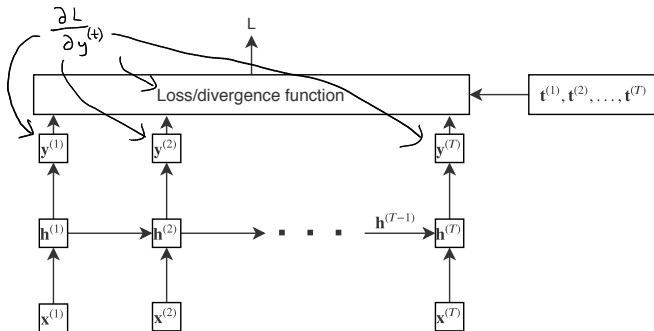 ∂L
∂y^(t)
L
Loss/divergence function
t^(1), t^(2), . . . , t^(T)
y^(1) y^(2) y^(T)
h^(1) h^(2) . . . h^(T−1) h^(T)
x^(1) x^(2) x^(T)